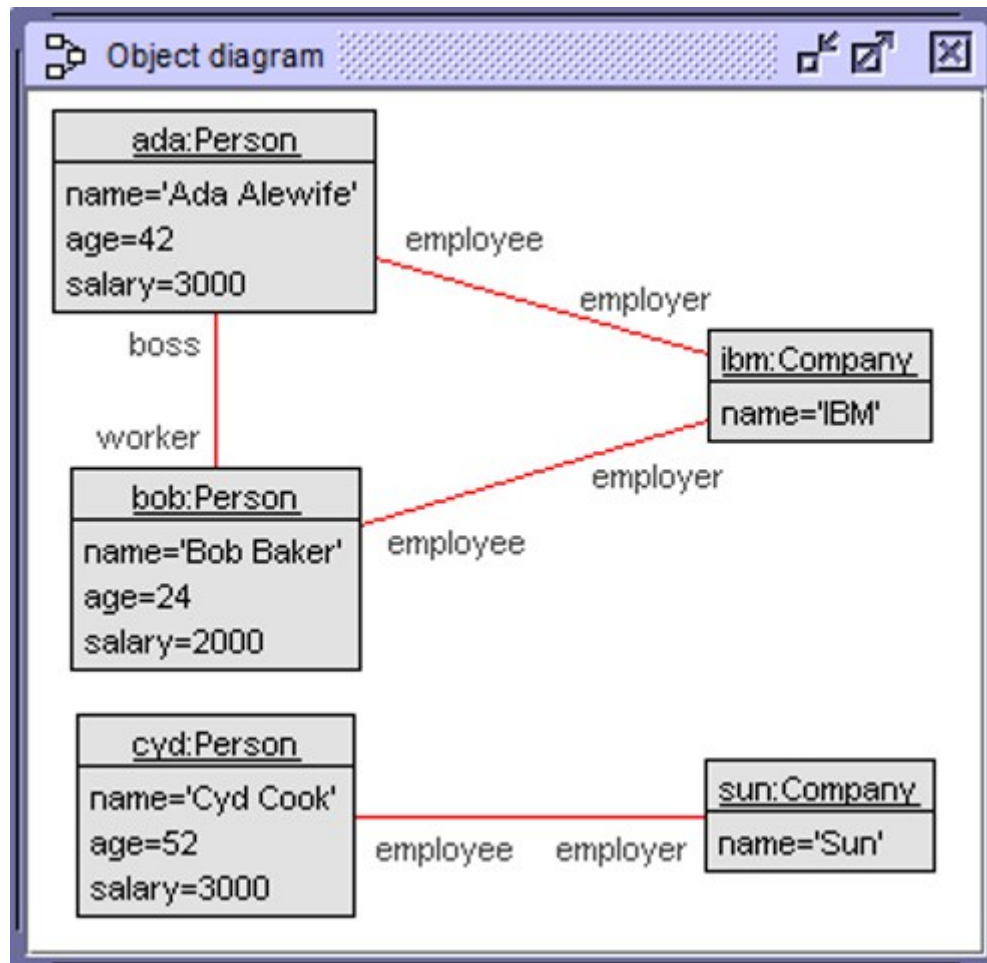 Object diagram
ada:Person
name='Ada Alewife'
age=42
salary=3000
employee
employer
boss
worker
ibm:Company
name='IBM'
bob:Person
name='Bob Baker'
age=24
salary=2000
employer
employee
cyd:Person
name='Cyd Cook'
age=52
salary=3000
employee
employer
sun:Company
name='Sun'